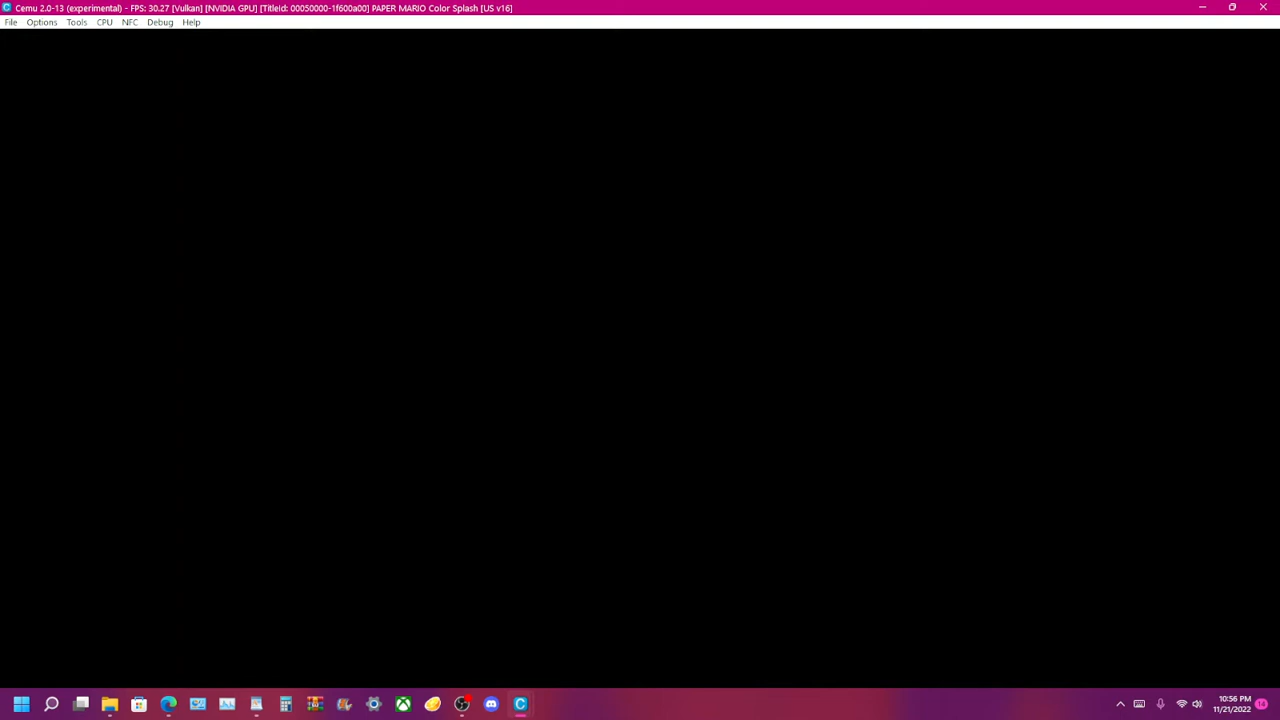 Cemu 2.0-13 (experimental) - FPS: 30.27 [Vulkan] [NVIDIA GPU] [TitleId: 00050000-1f600a00] PAPER MARIO Color Splash [US v16]
File Options Tools CPU NFC Debug Help
10:56 PM
11/21/2022
14